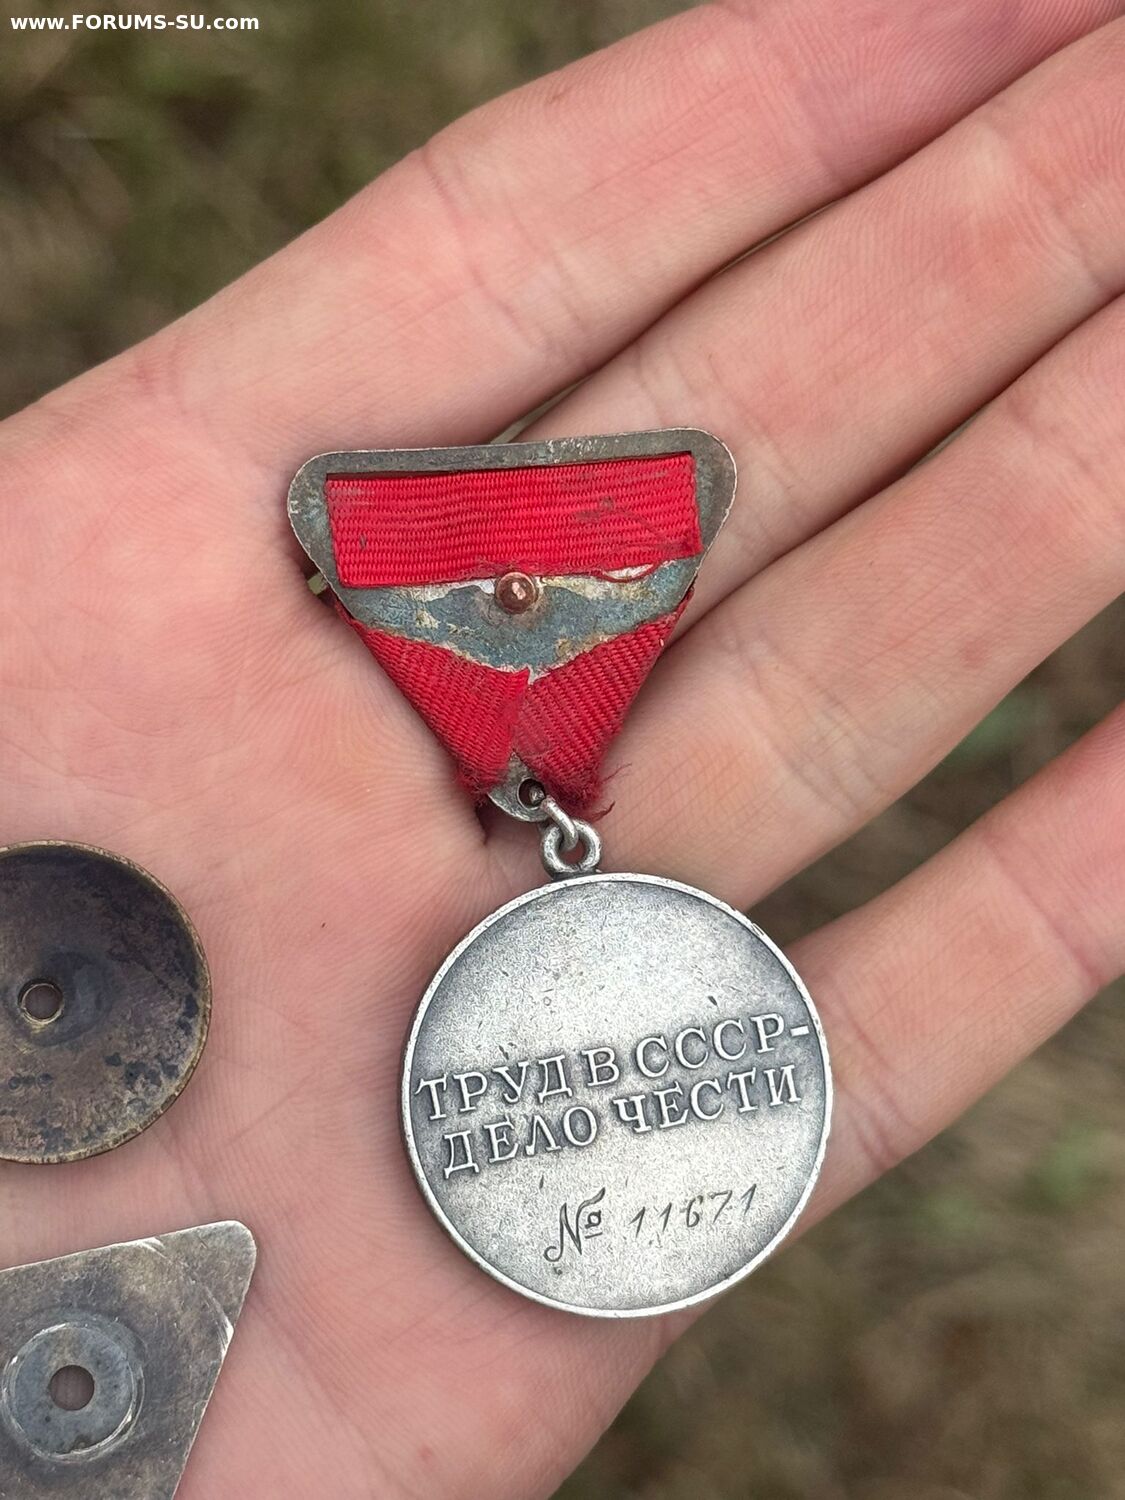 www.FORUMS-SU.com
ТРУД В СССР-
ДЕЛО ЧЕСТИ
№ 11671